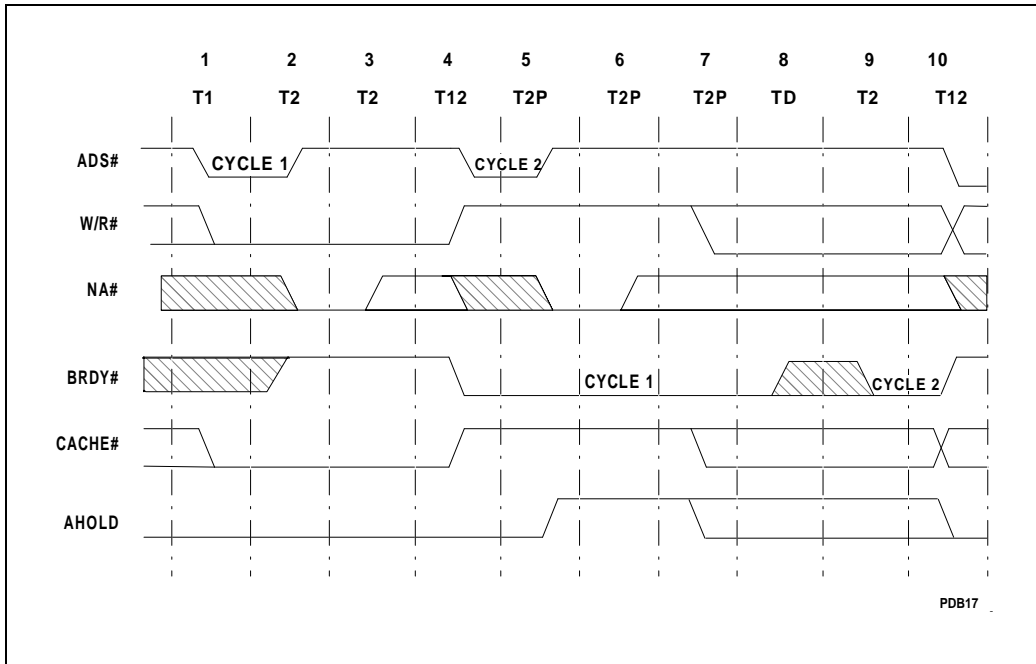 1 2 3 4 5 6 7 8 9 10
T1 T2 T2 T12 T2P T2P T2P TD T2 T12
ADS# CYCLE 1 CYCLE 2
W/R#
NA#
BRDY# CYCLE 1 CYCLE 2
CACHE#
AHOLD
PDB17